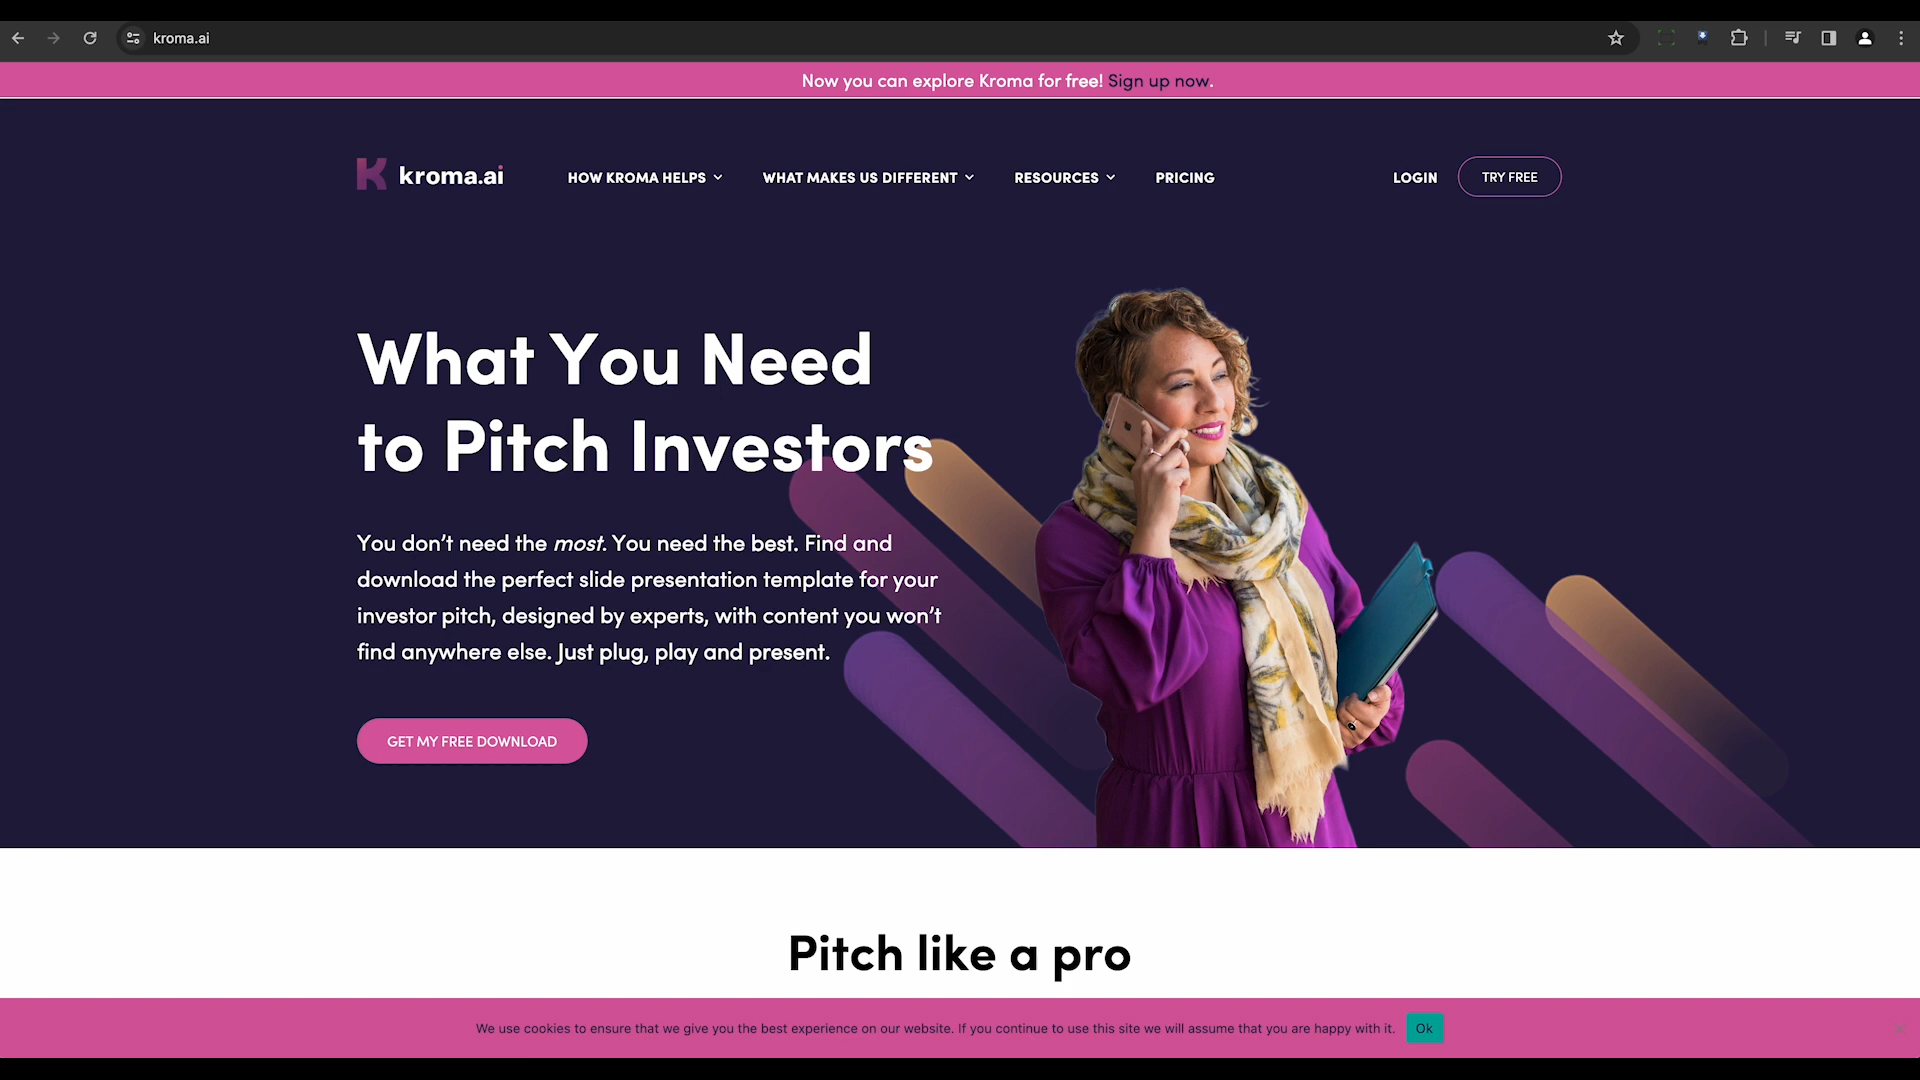 kroma.ai
Now you can explore Kroma for free! Sign up now.
kroma.ai
HOW KROMA HELPS
WHAT MAKES US DIFFERENT
RESOURCES
PRICING
LOGIN
TRY FREE
What You Need
to Pitch Investors
You don’t need the most. You need the best. Find and
download the perfect slide presentation template for your
investor pitch, designed by experts, with content you won’t
find anywhere else. Just plug, play and present.
GET MY FREE DOWNLOAD
Pitch like a pro
We use cookies to ensure that we give you the best experience on our website. If you continue to use this site we will assume that you are happy with it.
Ok